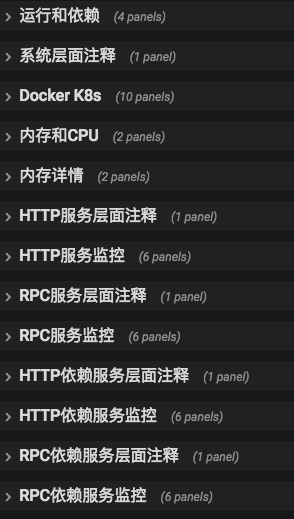 运行和依赖 (4 panels)
系统层面注释 (1 panel)
Docker K8s (10 panels)
内存和CPU (2 panels)
内存详情 (2 panels)
HTTP服务层面注释 (1 panel)
HTTP服务监控 (6 panels)
RPC服务层面注释 (1 panel)
RPC服务监控 (6 panels)
HTTP依赖服务层面注释 (1 panel)
HTTP依赖服务监控 (6 panels)
RPC依赖服务层面注释 (1 panel)
RPC依赖服务监控 (6 panels)